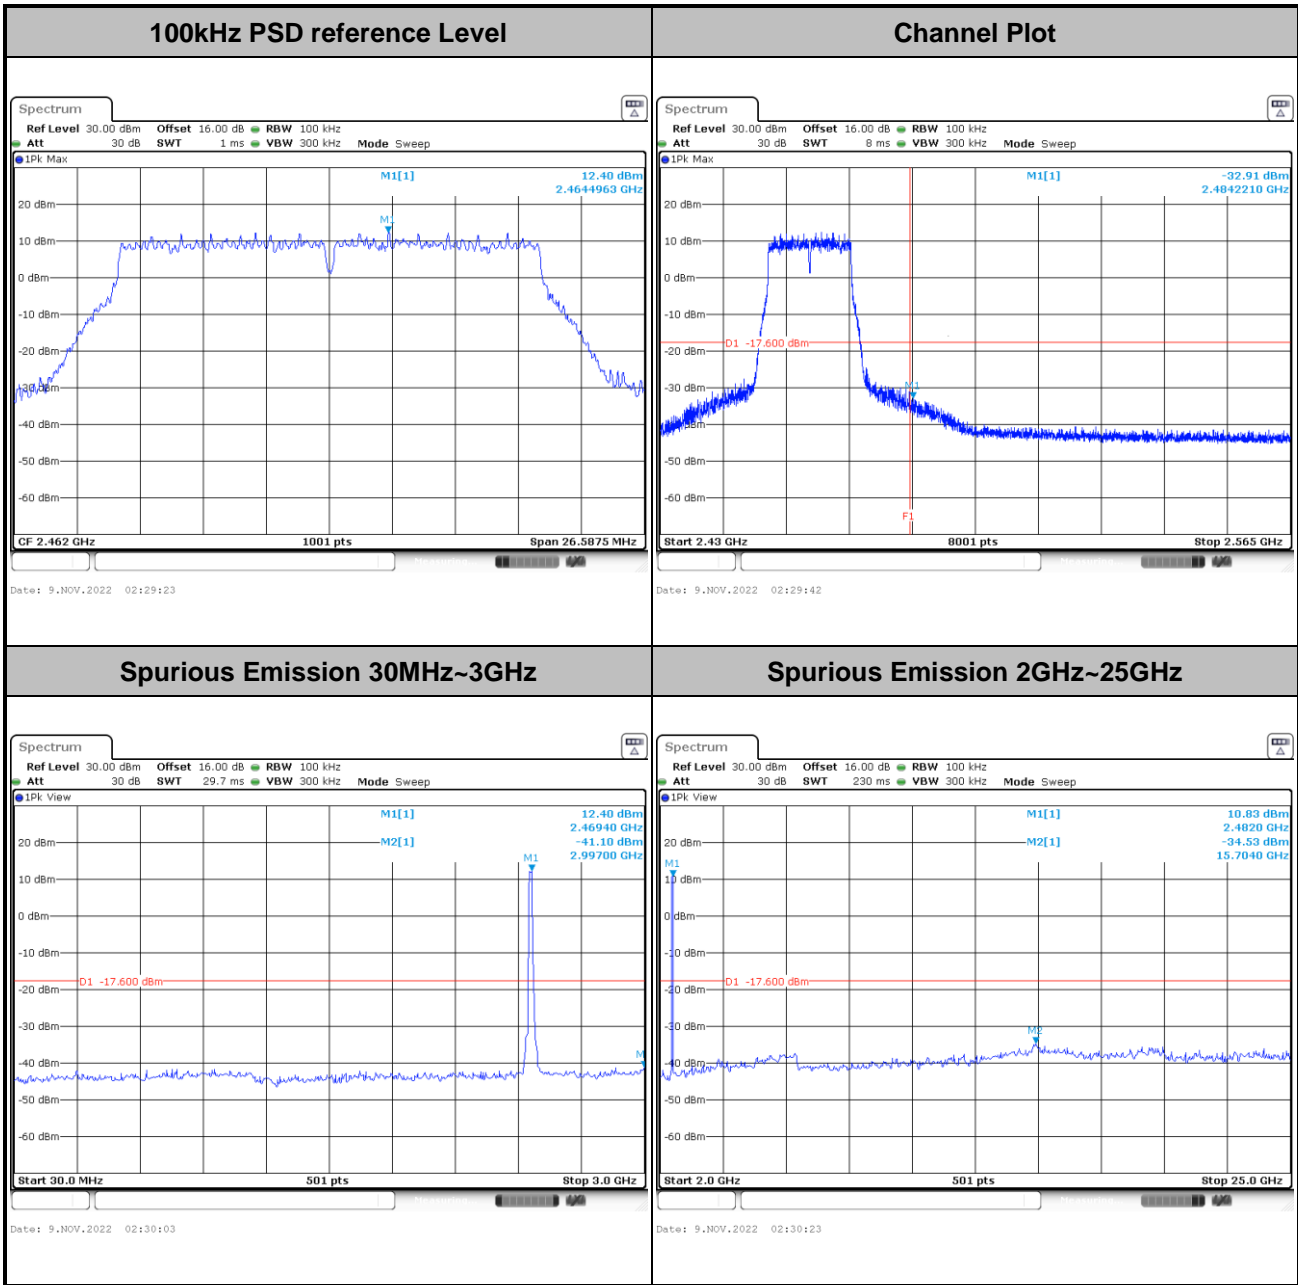 100kHz PSD reference Level
Spectrum
Ref Level 30.00 dBm Offset 16.00 dB RBW 100 kHz
Att 30 dB SWT 1 ms VBW 300 kHz Mode Sweep
1Pk Max
M1[1] 12.40 dBm
2.4644963 GHz
M1
20 dBm
10 dBm
0 dBm
-10 dBm
-20 dBm
-30 dBm
-40 dBm
-50 dBm
-60 dBm
CF 2.462 GHz 1001 pts Span 26.5875 MHz
Measuring...
Date: 9.NOV.2022 02:29:23
Channel Plot
Spectrum
Ref Level 30.00 dBm Offset 16.00 dB RBW 100 kHz
Att 30 dB SWT 8 ms VBW 300 kHz Mode Sweep
1Pk Max
M1[1] -32.91 dBm
2.4842210 GHz
20 dBm
10 dBm
0 dBm
-10 dBm
D1 -17.600 dBm
-20 dBm
-30 dBm
M1
-50 dBm
-60 dBm
F1
Start 2.43 GHz 8001 pts Stop 2.565 GHz
Measuring...
Date: 9.NOV.2022 02:29:42
Spurious Emission 30MHz~3GHz
Spectrum
Ref Level 30.00 dBm Offset 16.00 dB RBW 100 kHz
Att 30 dB SWT 29.7 ms VBW 300 kHz Mode Sweep
1Pk View
M1[1] 12.40 dBm
2.46940 GHz
M2[1] -41.10 dBm
2.99700 GHz
M1
20 dBm
10 dBm
0 dBm
-10 dBm
D1 -17.600 dBm
-20 dBm
-30 dBm
-40 dBm
-50 dBm
-60 dBm
Start 30.0 MHz 501 pts Stop 3.0 GHz
Date: 9.NOV.2022 02:30:03
Spurious Emission 2GHz~25GHz
Spectrum
Ref Level 30.00 dBm Offset 16.00 dB RBW 100 kHz
Att 30 dB SWT 230 ms VBW 300 kHz Mode Sweep
1Pk View
M1[1] 10.83 dBm
2.4820 GHz
M2[1] -34.53 dBm
15.7040 GHz
20 dBm
M1
10 dBm
0 dBm
-10 dBm
D1 -17.600 dBm
-20 dBm
-30 dBm
M2
-40 dBm
-50 dBm
-60 dBm
Start 2.0 GHz 501 pts Stop 25.0 GHz
Date: 9.NOV.2022 02:30:23